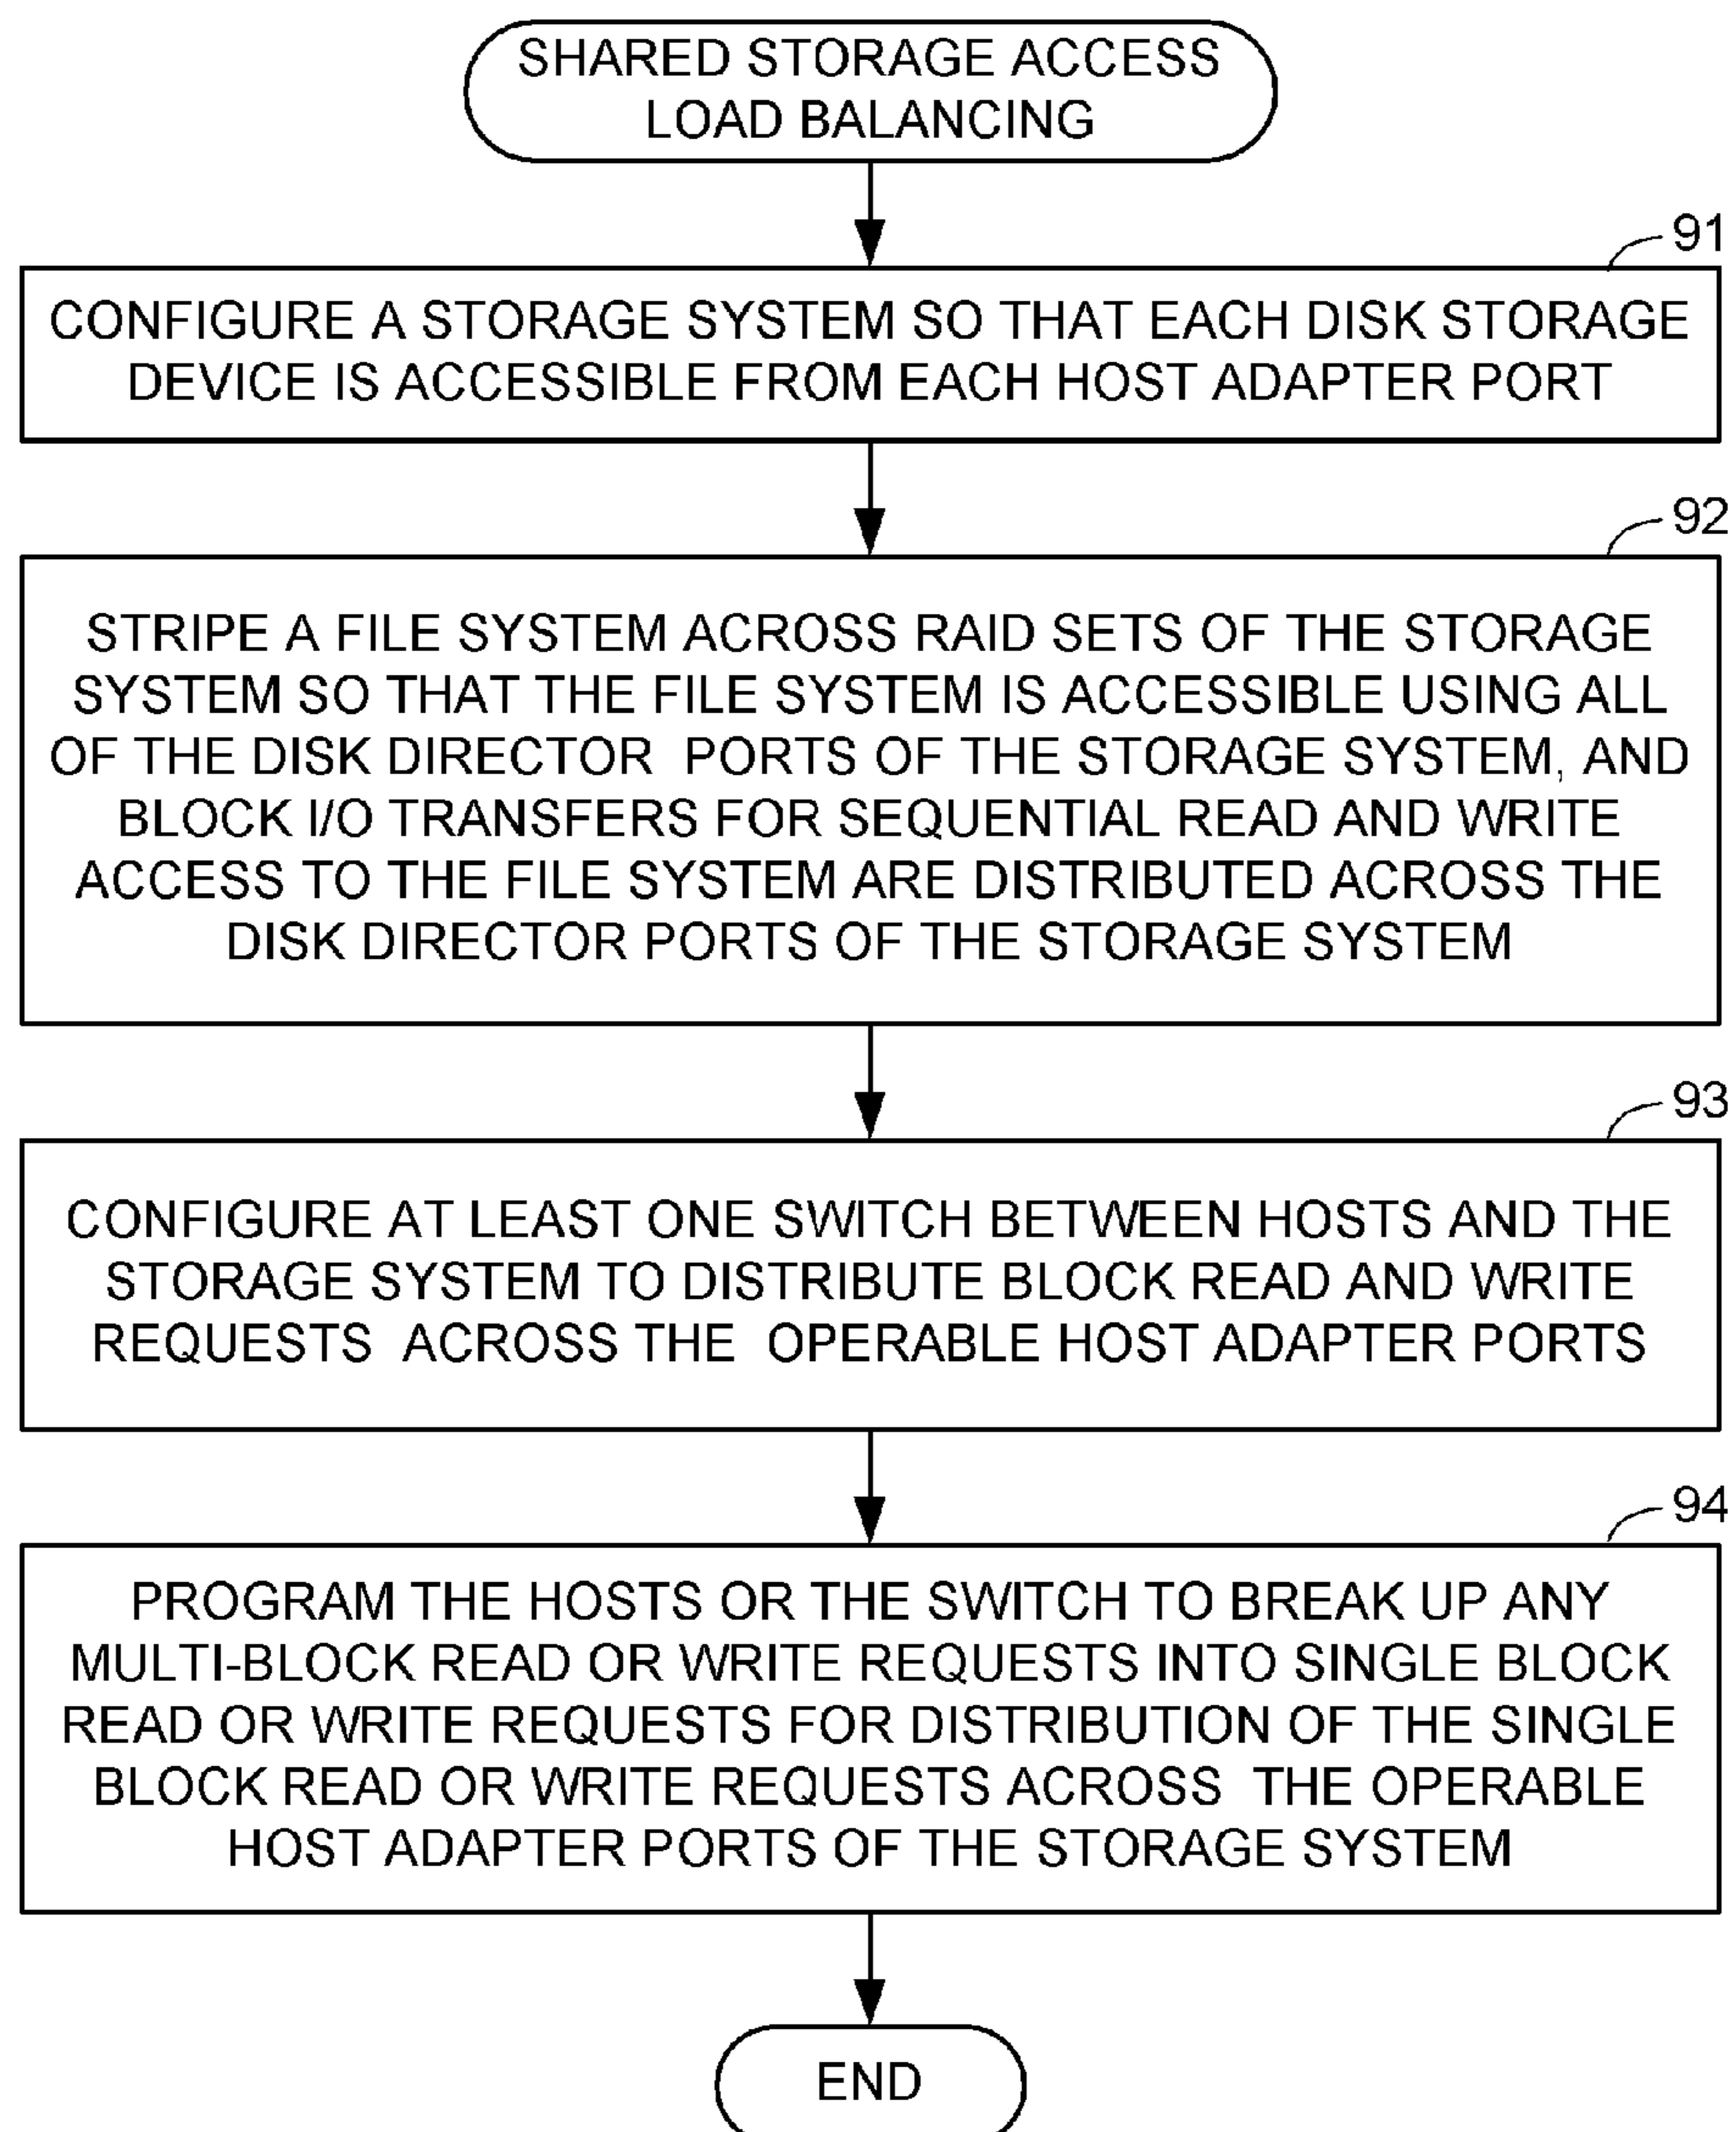 SHARED STORAGE ACCESS
LOAD BALANCING
91
CONFIGURE A STORAGE SYSTEM SO THAT EACH DISK STORAGE
DEVICE IS ACCESSIBLE FROM EACH HOST ADAPTER PORT
92
STRIPE A FILE SYSTEM ACROSS RAID SETS OF THE STORAGE
SYSTEM SO THAT THE FILE SYSTEM IS ACCESSIBLE USING ALL
OF THE DISK DIRECTOR PORTS OF THE STORAGE SYSTEM, AND
BLOCK I/O TRANSFERS FOR SEQUENTIAL READ AND WRITE
ACCESS TO THE FILE SYSTEM ARE DISTRIBUTED ACROSS THE
DISK DIRECTOR PORTS OF THE STORAGE SYSTEM
93
CONFIGURE AT LEAST ONE SWITCH BETWEEN HOSTS AND THE
STORAGE SYSTEM TO DISTRIBUTE BLOCK READ AND WRITE
REQUESTS ACROSS THE OPERABLE HOST ADAPTER PORTS
94
PROGRAM THE HOSTS OR THE SWITCH TO BREAK UP ANY
MULTI-BLOCK READ OR WRITE REQUESTS INTO SINGLE BLOCK
READ OR WRITE REQUESTS FOR DISTRIBUTION OF THE SINGLE
BLOCK READ OR WRITE REQUESTS ACROSS THE OPERABLE
HOST ADAPTER PORTS OF THE STORAGE SYSTEM
END